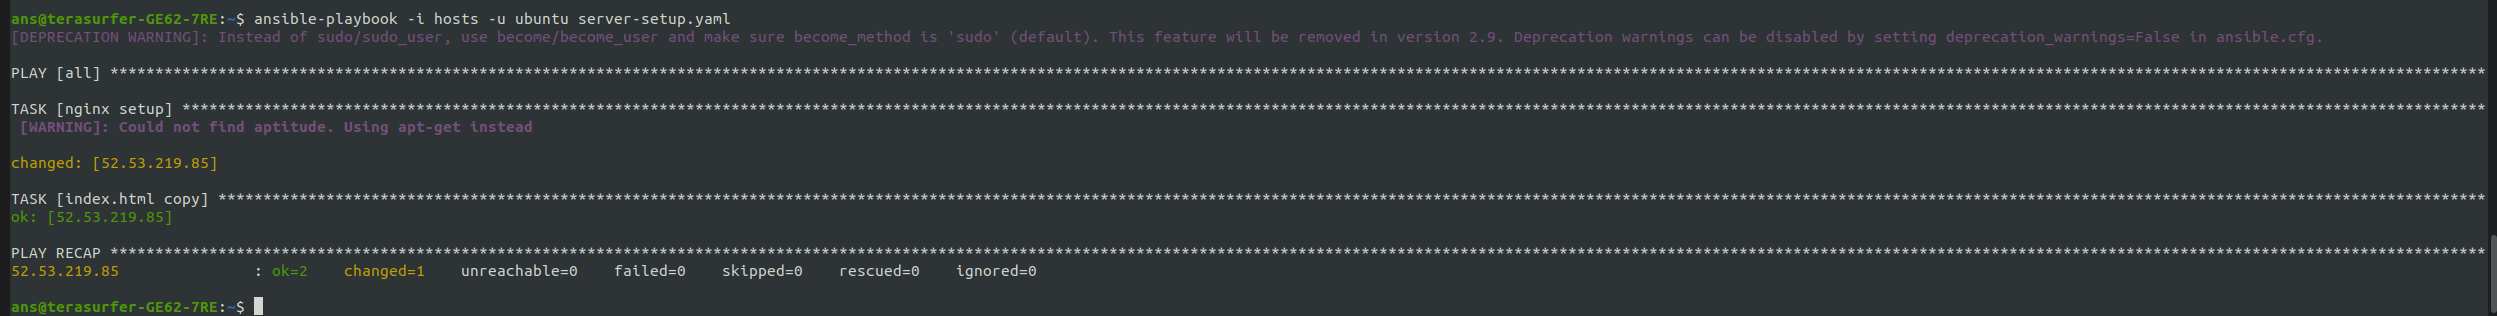 ans@terasurfer-GE62-7RE:~$ ansible-playbook -i hosts -u ubuntu server-setup.yaml
[DEPRECATION WARNING]: Instead of sudo/sudo_user, use become/become_user and make sure become_method is 'sudo' (default). This feature will be removed in version 2.9. Deprecation warnings can be disabled by setting deprecation_warnings=False in ansible.cfg.
PLAY [all] ************************************************************************************************************************************************************************************************************************************************************************
TASK [nginx setup] ****************************************************************************************************************************************************************************************************************************************************************
 [WARNING]: Could not find aptitude. Using apt-get instead
changed: [52.53.219.85]
TASK [index.html copy] ************************************************************************************************************************************************************************************************************************************************************
ok: [52.53.219.85]
PLAY RECAP ************************************************************************************************************************************************************************************************************************************************************************
52.53.219.85               : ok=2    changed=1    unreachable=0    failed=0    skipped=0    rescued=0    ignored=0
ans@terasurfer-GE62-7RE:~$